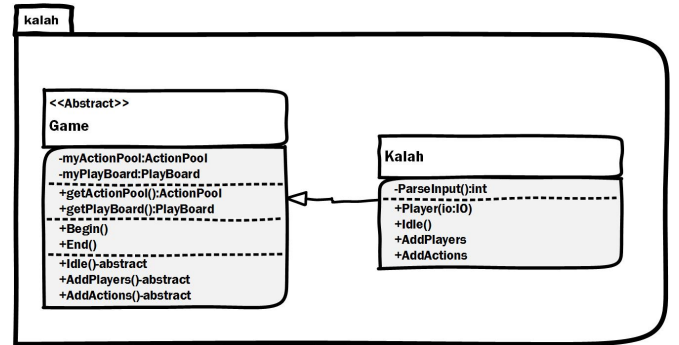 kalah
<<Abstract>>
Game
-myActionPool:ActionPool
-myPlayBoard:PlayBoard
+getActionPool():ActionPool
+getPlayBoard():PlayBoard
+Begin()
+End()
+Idle()-abstract
+AddPlayers()-abstract
+AddActions()-abstract
Kalah
-ParseInput():int
+Player(io:IO)
+Idle()
+AddPlayers
+AddActions